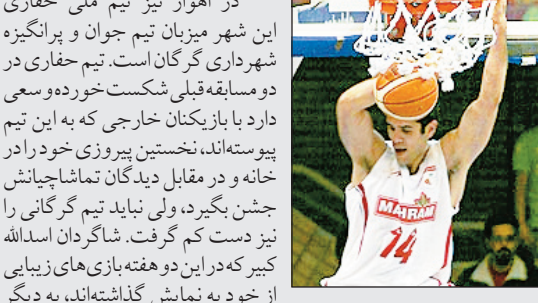 در اهواز نیز تیم ملی حفاری
این شهر میزبان تیم جوان و پرانگیزه
شهرداری گرگان است. تیم حفاری در
دو مسابقه قبلی شکست خورده و سعی
دارد با بازیکنان خارجی که به این تیم
پیوسته‌اند، نخستین پیروزی خود را در
خانه و در مقابل دیدگان تماشاچیانش
جشن بگیرد، ولی نباید تیم گرگانی را
نیز دست کم گرفت. شاگردان اسدالله
کبیر که در این دو هفته بازی‌های زیبایی
از خود به نمایش گذاشته‌اند، به دیگر
MAHRAM
14